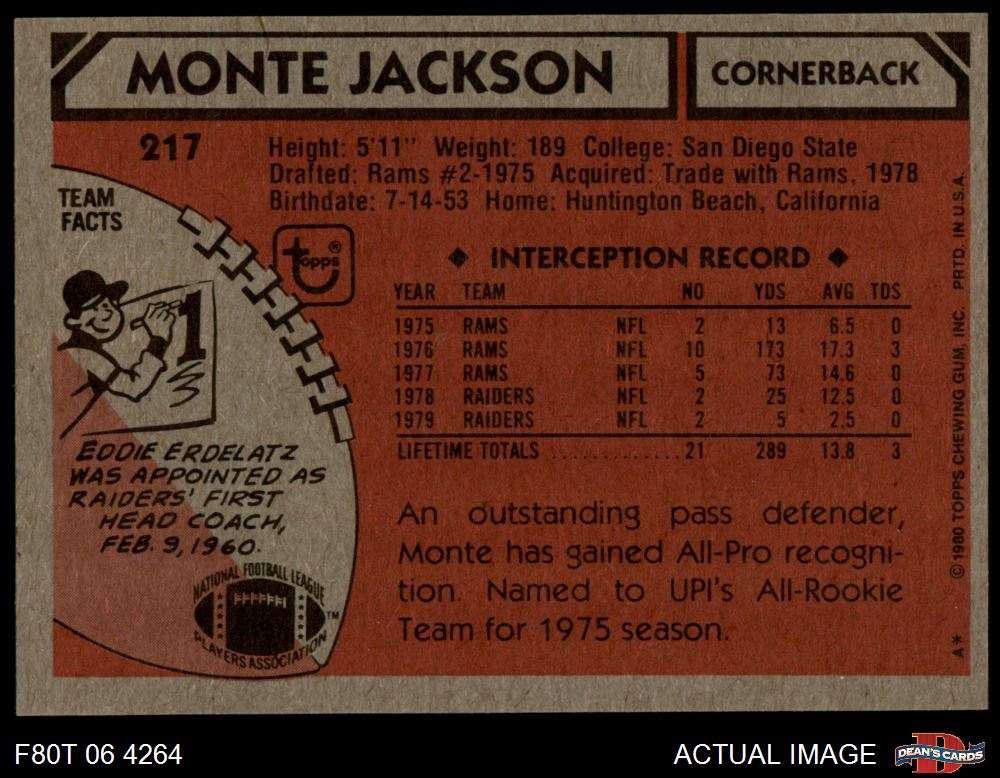 MONTE JACKSON
CORNERBACK
217
Height: 5'11" Weight: 189 College: San Diego State
Drafted: Rams #2-1975 Acquired: Trade with Rams, 1978
Birthdate: 7-14-53 Home: Huntington Beach, California
TEAM
FACTS
topps ®
1
◆ INTERCEPTION RECORD ◆
YEAR TEAM NO YDS AVG TDS
1975 RAMS NFL 2 13 6.5 0
1976 RAMS NFL 10 173 17.3 3
1977 RAMS NFL 5 73 14.6 0
1978 RAIDERS NFL 2 25 12.5 0
1979 RAIDERS NFL 2 5 2.5 0
LIFETIME TOTALS ............ 21 289 13.8 3
EDDIE ERDELATZ
WAS APPOINTED AS
RAIDERS' FIRST
HEAD COACH,
FEB. 9, 1960.
NATIONAL FOOTBALL LEAGUE
PLAYERS ASSOCIATION
TM
An outstanding pass defender,
Monte has gained All-Pro recogni-
tion. Named to UPI's All-Rookie
Team for 1975 season.
A* © 1980 TOPPS CHEWING GUM, INC. PRTD. IN U.S.A.
F80T 06 4264
ACTUAL IMAGE
D
DEAN'S CARDS